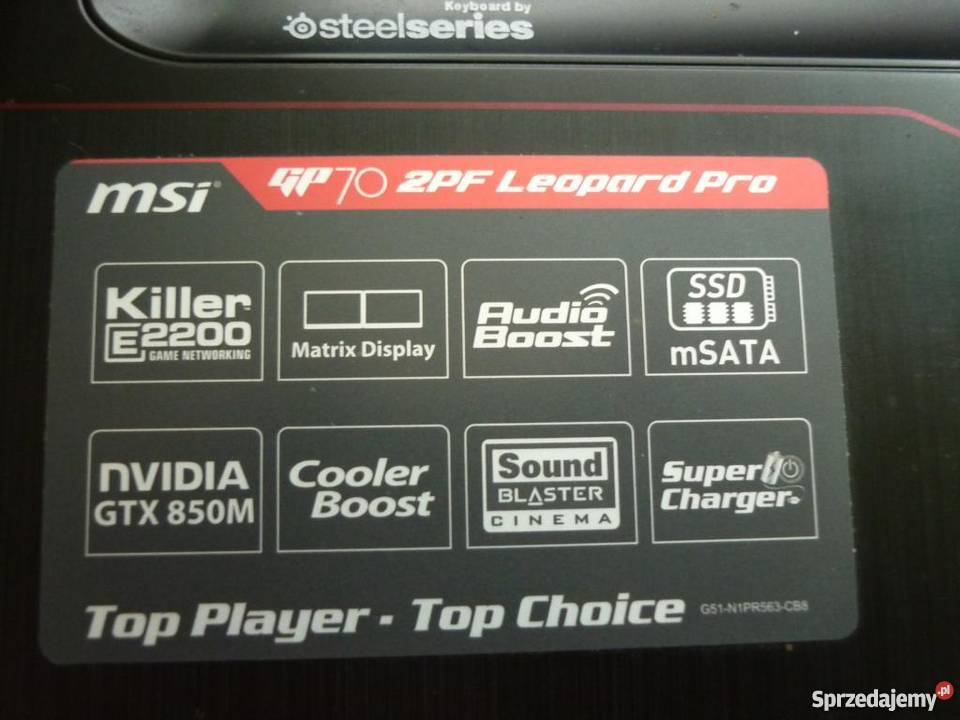 Keyboard by
steelseries
msi GP70 2PF Leopard Pro
Killer
E2200
GAME NETWORKING
Matrix Display
Audio
Boost
SSD
mSATA
NVIDIA
GTX 850M
Cooler
Boost
Sound
BLASTER
CINEMA
Super
Charger
Top Player - Top Choice G51-N1PR563-CB8
Sprzedajemy.pl